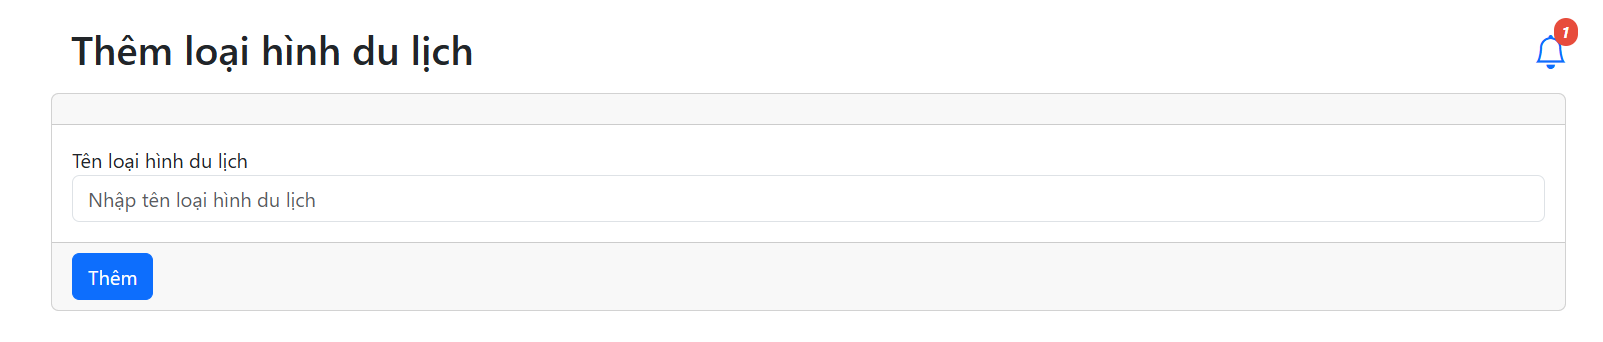 Thêm loại hình du lịch
1
Tên loại hình du lịch
Nhập tên loại hình du lịch
Thêm